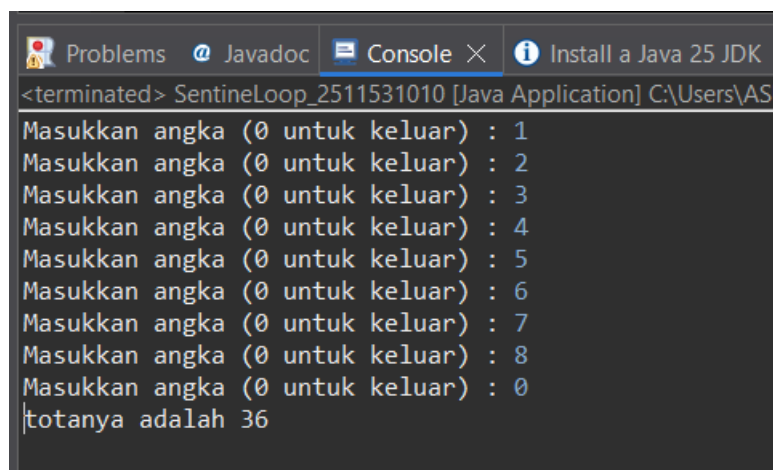 Problems @ Javadoc Console × Install a Java 25 JDK
<terminated> SentineLoop_2511531010 [Java Application] C:\Users\AS
Masukkan angka (0 untuk keluar) : 1
Masukkan angka (0 untuk keluar) : 2
Masukkan angka (0 untuk keluar) : 3
Masukkan angka (0 untuk keluar) : 4
Masukkan angka (0 untuk keluar) : 5
Masukkan angka (0 untuk keluar) : 6
Masukkan angka (0 untuk keluar) : 7
Masukkan angka (0 untuk keluar) : 8
Masukkan angka (0 untuk keluar) : 0
totanya adalah 36